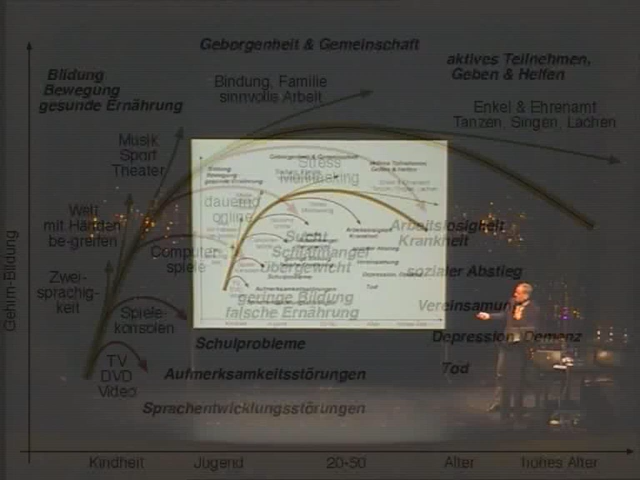 Geborgenheit & Gemeinschaft
aktives Teilnehmen,
Geben & Helfen
Bildung
Bewegung
gesunde Ernährung
Bindung, Familie
sinnvolle Arbeit
Enkel & Ehrenamt
Tanzen, Singen, Lachen
Musik
Sport
Theater
Stress
Multitasking
dauernd
online
Welt
mit Händen
be-greifen
Arbeitslosigkeit
Krankheit
Computer-
spiele
Sucht
Schlafmangel
Übergewicht
sozialer Abstieg
Zwei-
sprachig-
keit
Spiele-
konsolen
geringe Bildung
falsche Ernährung
Vereinsamung
Schulprobleme
Depression, Demenz
TV
DVD
Video
Aufmerksamkeitsstörungen
Tod
Sprachentwicklungsstörungen
Gehirn-Bildung
Kindheit
Jugend
20-50
Alter
hohes Alter